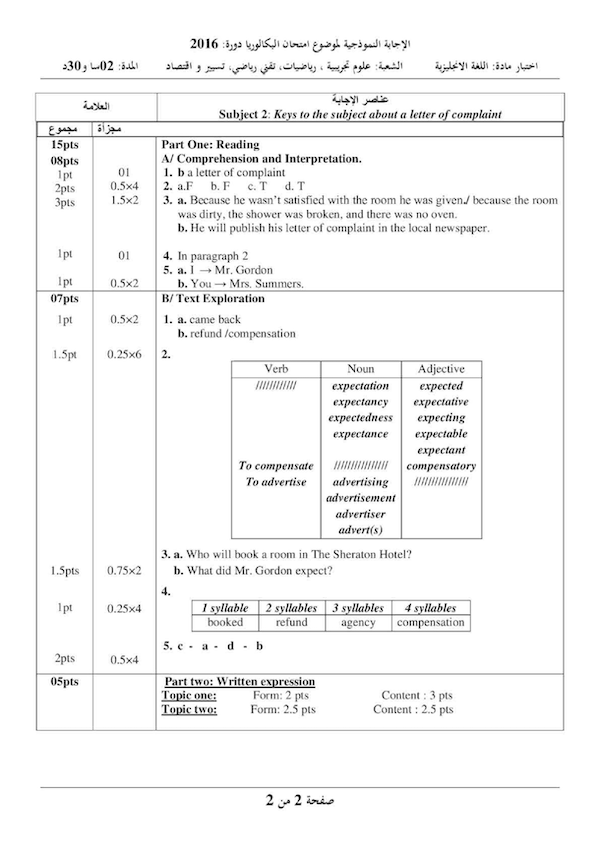 الإجابة النموذجية لموضوع امتحان البكالوريا دورة: 2016
اختبار مادة: اللغة الانجليزية الشعبة: علوم تجريبية ، رياضيات، تقني رياضي، تسيير و اقتصاد المدة: 02سا و30د
العلامة
عناصر الإجابة
Subject 2: Keys to the subject about a letter of complaint
مجموع مجزأة
15pts Part One: Reading
08pts A/ Comprehension and Interpretation.
1pt 01 1. b a letter of complaint
2pts 0.5×4 2. a.F b. F c. T d. T
3pts 1.5×2 3. a. Because he wasn't satisfied with the room he was given./ because the room
was dirty, the shower was broken, and there was no oven.
b. He will publish his letter of complaint in the local newspaper.
1pt 01 4. In paragraph 2
5. a. I → Mr. Gordon
1pt 0.5×2 b. You → Mrs. Summers.
07pts B/ Text Exploration
1pt 0.5×2 1. a. came back
b. refund /compensation
1.5pt 0.25×6 2.
Verb Noun Adjective
//////////// expectation expected
expectancy expectative
expectedness expecting
expectance expectable
expectant
To compensate //////////////// compensatory
To advertise advertising ////////////////
advertisement
advertiser
advert(s)
3. a. Who will book a room in The Sheraton Hotel?
1.5pts 0.75×2 b. What did Mr. Gordon expect?
4.
1pt 0.25×4 1 syllable 2 syllables 3 syllables 4 syllables
booked refund agency compensation
5. c - a - d - b
2pts 0.5×4
05pts Part two: Written expression
Topic one: Form: 2 pts Content : 3 pts
Topic two: Form: 2.5 pts Content : 2.5 pts
صفحة 2 من 2